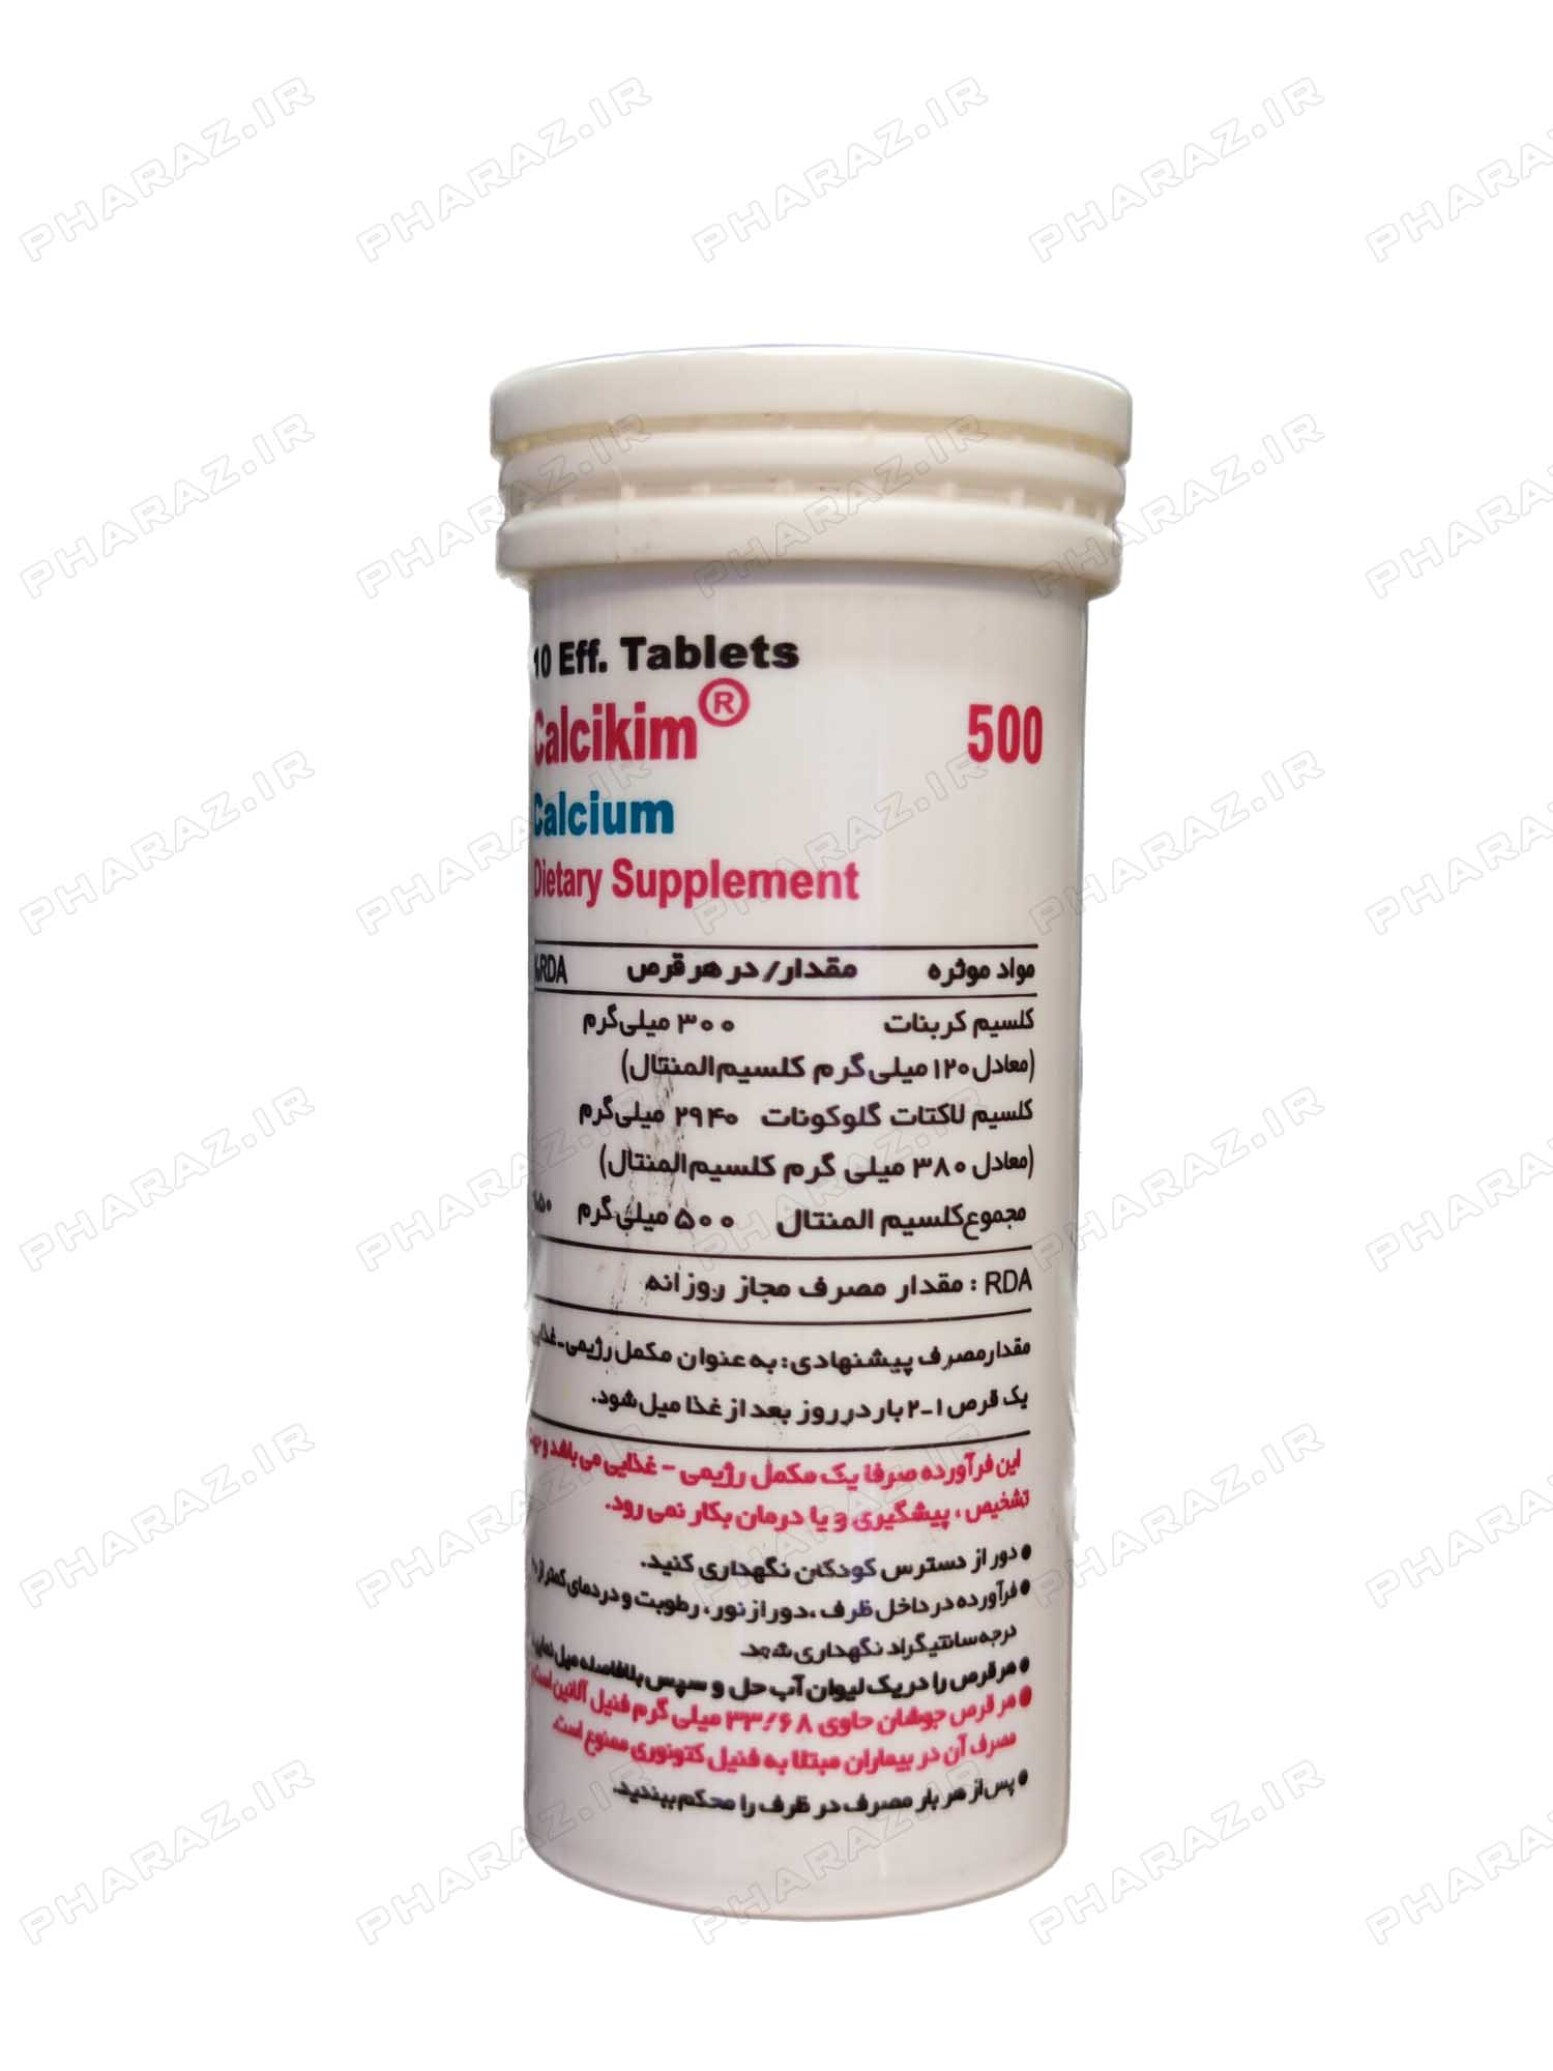 10 Eff. Tablets
Calcikim® 500
Calcium
Dietary Supplement
مواد موثره مقدار/در هر قرص %RDA
کلسیم کربنات ۳۰۰ میلی‌گرم
(معادل ۱۲۰ میلی گرم کلسیم المنتال)
کلسیم لاکتات گلوکونات ۲۹۴۰ میلی‌گرم
(معادل ۳۸۰ میلی گرم کلسیم المنتال)
مجموع کلسیم المنتال ۵۰۰ میلی‌گرم ٪۵۰
RDA : مقدار مصرف مجاز روزانه
مقدار مصرف پیشنهادی: به عنوان مکمل رژیمی-غذایی
یک قرص ۱-۲ بار در روز بعد از غذا میل شود.
این فرآورده صرفا یک مکمل رژیمی - غذایی می باشد و جهت
تشخیص ، پیشگیری و یا درمان بکار نمی رود.
● دور از دسترس کودکان نگهداری کنید.
● فرآورده در داخل ظرف ، دور از نور ، رطوبت و در دمای کمتر از
درجه سانتیگراد نگهداری شود.
● هر قرص را در یک لیوان آب حل و سپس بلافاصله میل نمایید
● هر قرص جوشان حاوی ۳۳/۶۸ میلی گرم فنیل آلانین است
مصرف آن در بیماران مبتلا به فنیل کتونوری ممنوع است.
● پس از هر بار مصرف در ظرف را محکم ببندید.
PHARAZ.IR